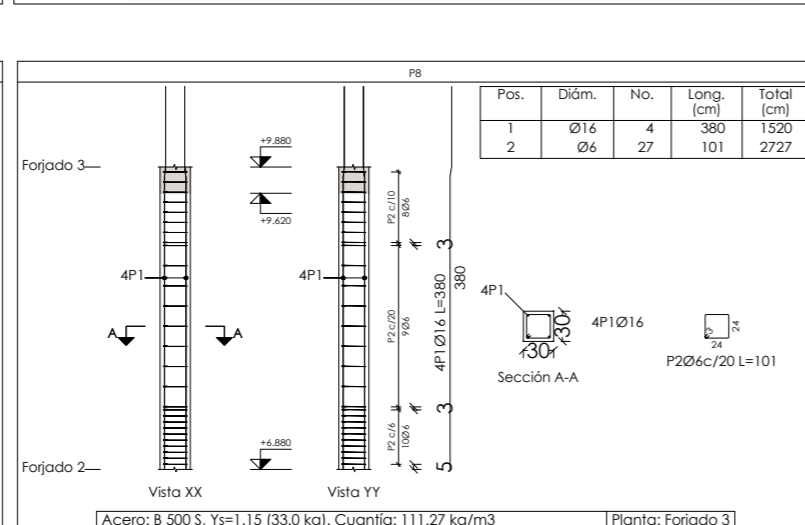 P8
Pos. Diám. No. Long. (cm) Total (cm)
1 Ø16 4 380 1520
2 Ø6 27 101 2727
Forjado 3
+9.880
+9.620
4P1
4P1
A A
+6.880
Forjado 2
P2 c/10
8Ø6
P2 c/20
9Ø6
P2 c/6
10Ø6
3
3
5
4P1Ø16 L=380
380
4P1
30
30
4P1Ø16
Sección A-A
24
24
P2Ø6c/20 L=101
Vista XX
Vista YY
Acero: B 500 S, Ys=1.15 (33.0 kg), Cuantía: 111.27 kg/m3
Planta: Forjado 3